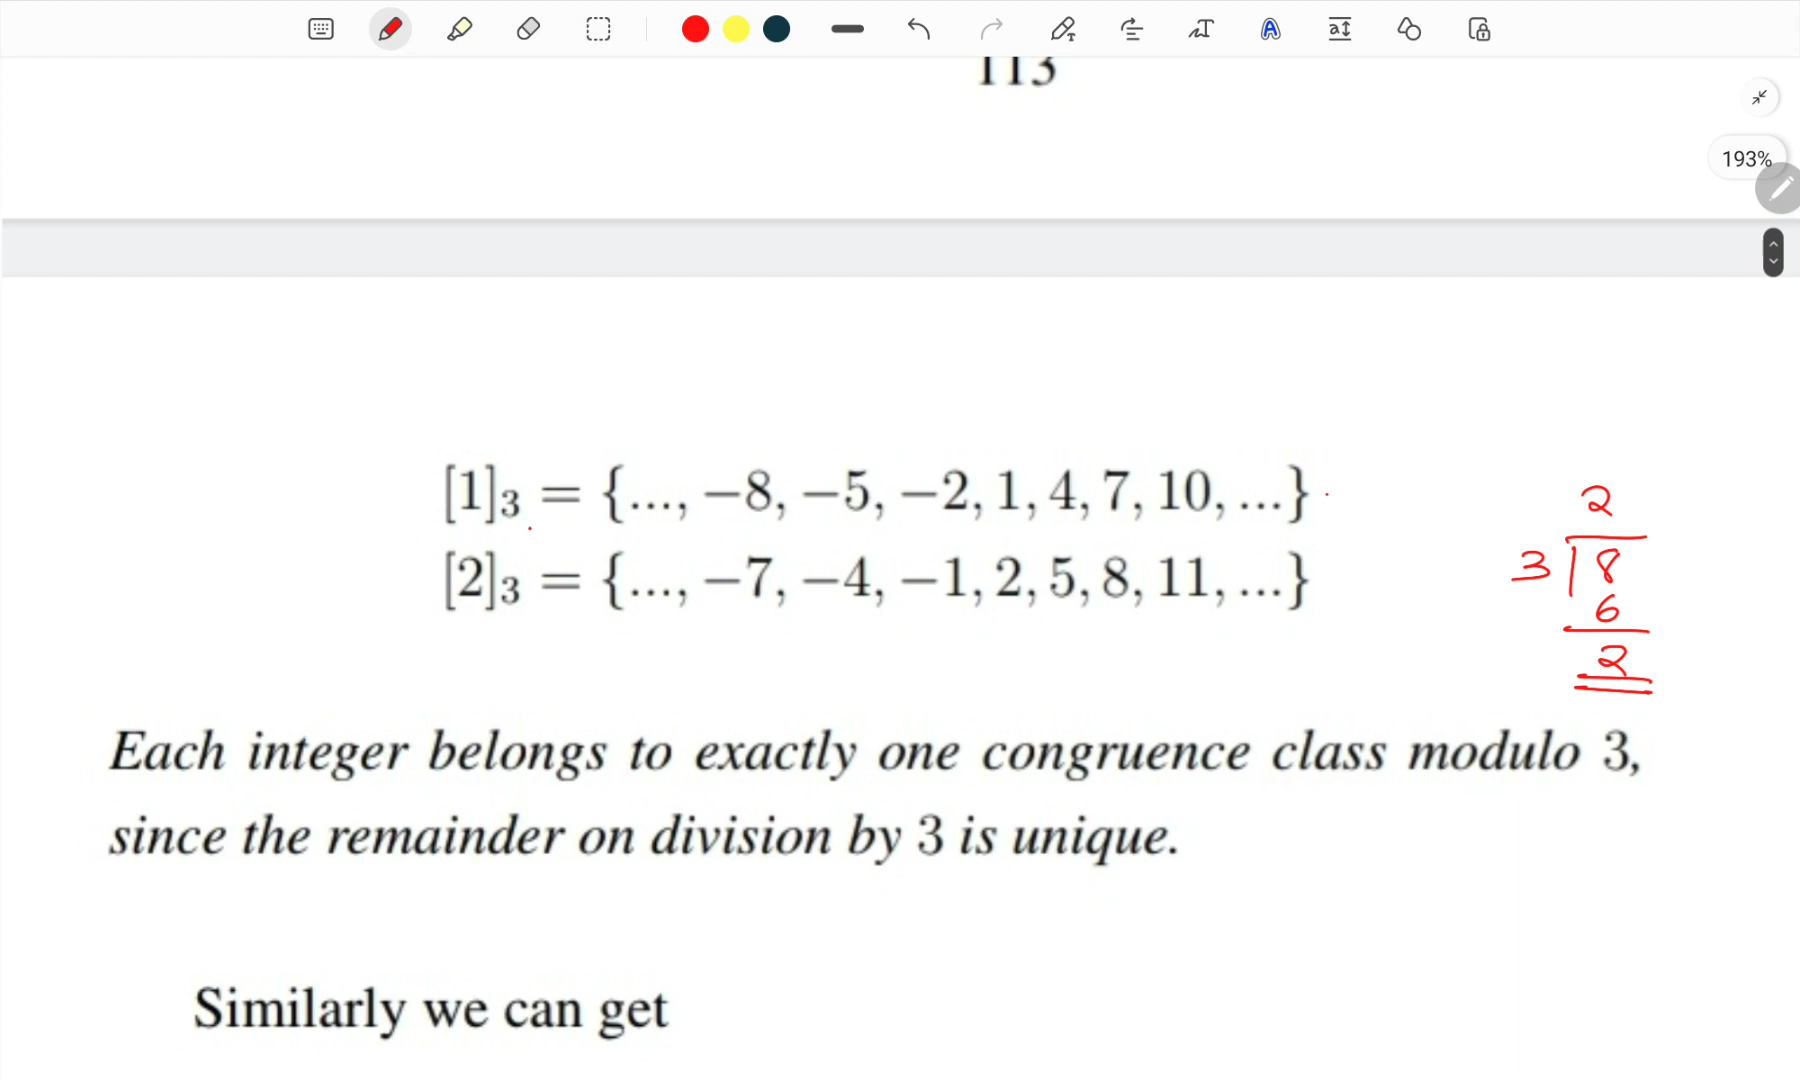 113
193%
[1]₃ = {..., −8, −5, −2, 1, 4, 7, 10, ...}
[2]₃ = {..., −7, −4, −1, 2, 5, 8, 11, ...}
2
3 8
6
2
Each integer belongs to exactly one congruence class modulo 3,
since the remainder on division by 3 is unique.
Similarly we can get